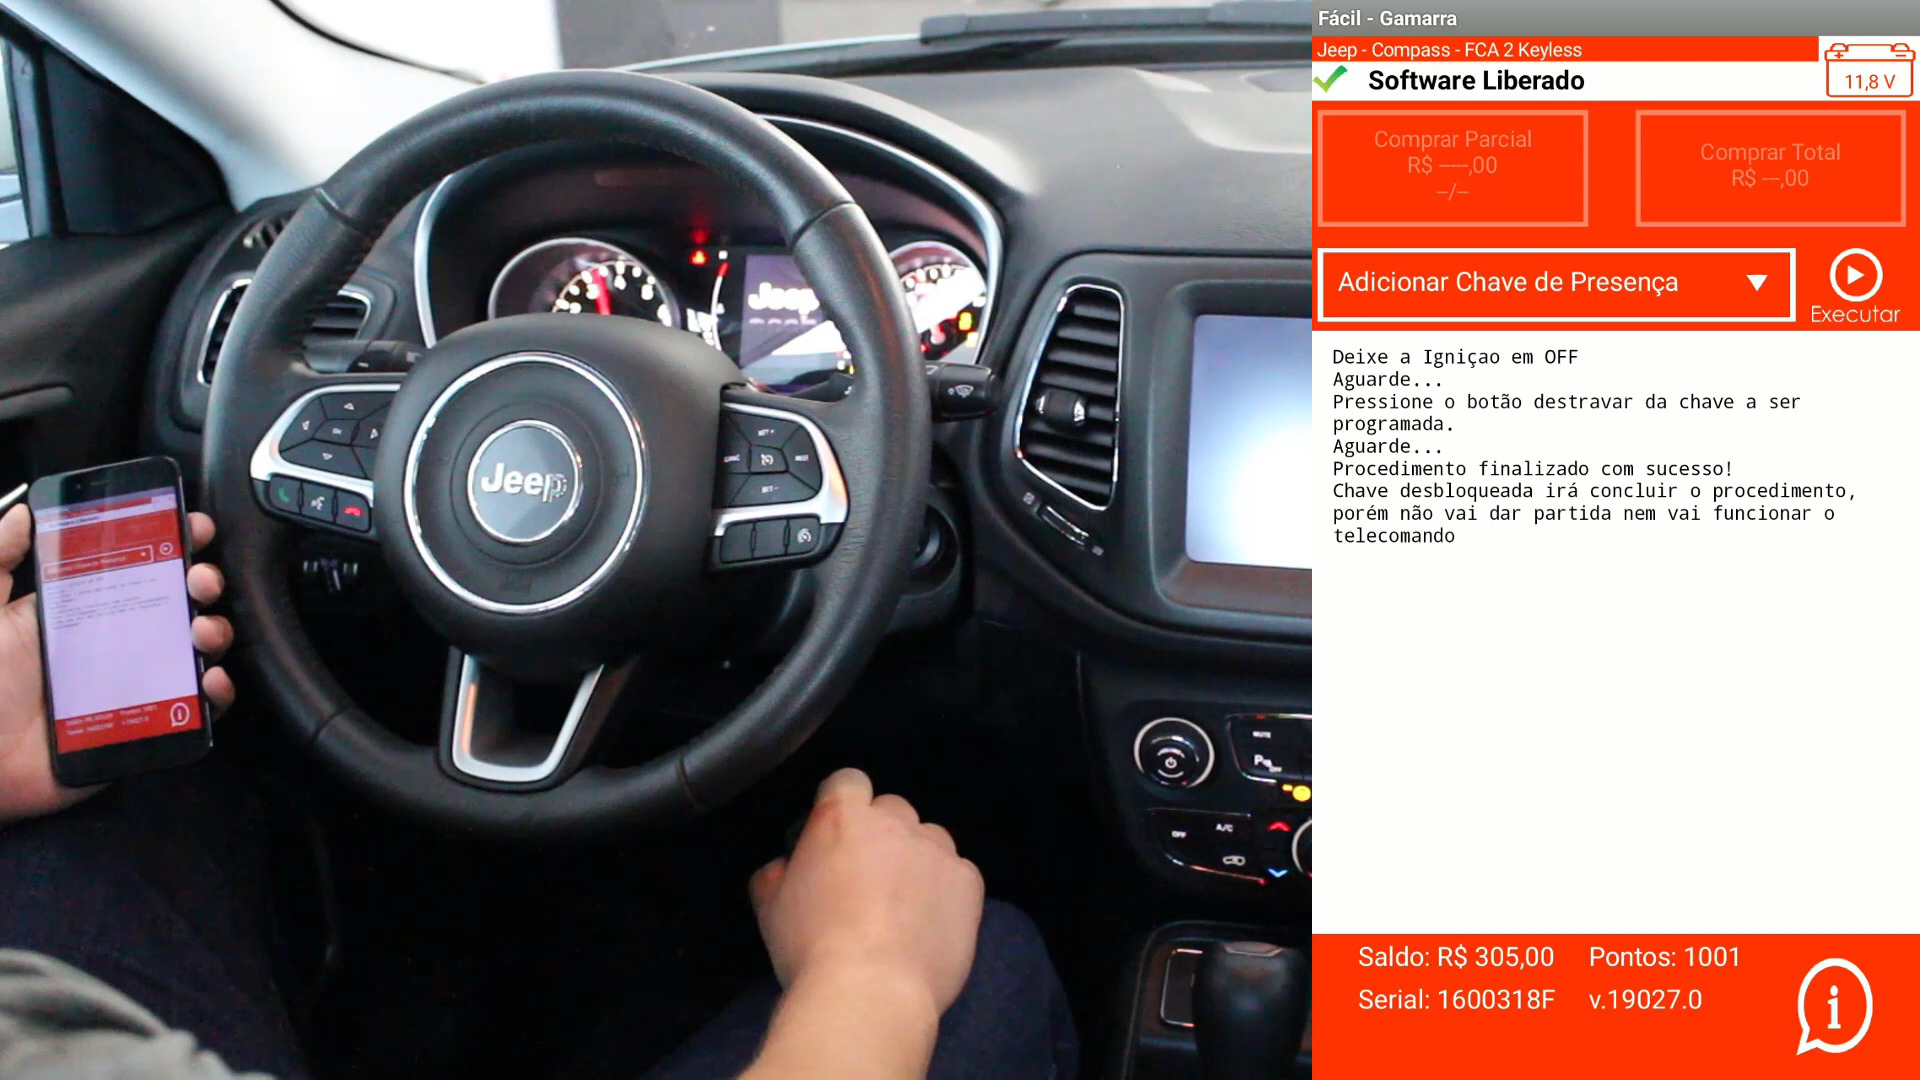 Fácil - Gamarra
Jeep - Compass - FCA 2 Keyless
Software Liberado
11,8 V
Comprar Parcial
R$ ---,00
--/--
Comprar Total
R$ --,00
Adicionar Chave de Presença
Executar
Deixe a Igniçao em OFF
Aguarde...
Pressione o botão destravar da chave a ser
programada.
Aguarde...
Procedimento finalizado com sucesso!
Chave desbloqueada irá concluir o procedimento,
porém não vai dar partida nem vai funcionar o
telecomando
Saldo: R$ 305,00
Pontos: 1001
Serial: 1600318F
v.19027.0
Jeep
Jeep
MUTE
OFF
A/C